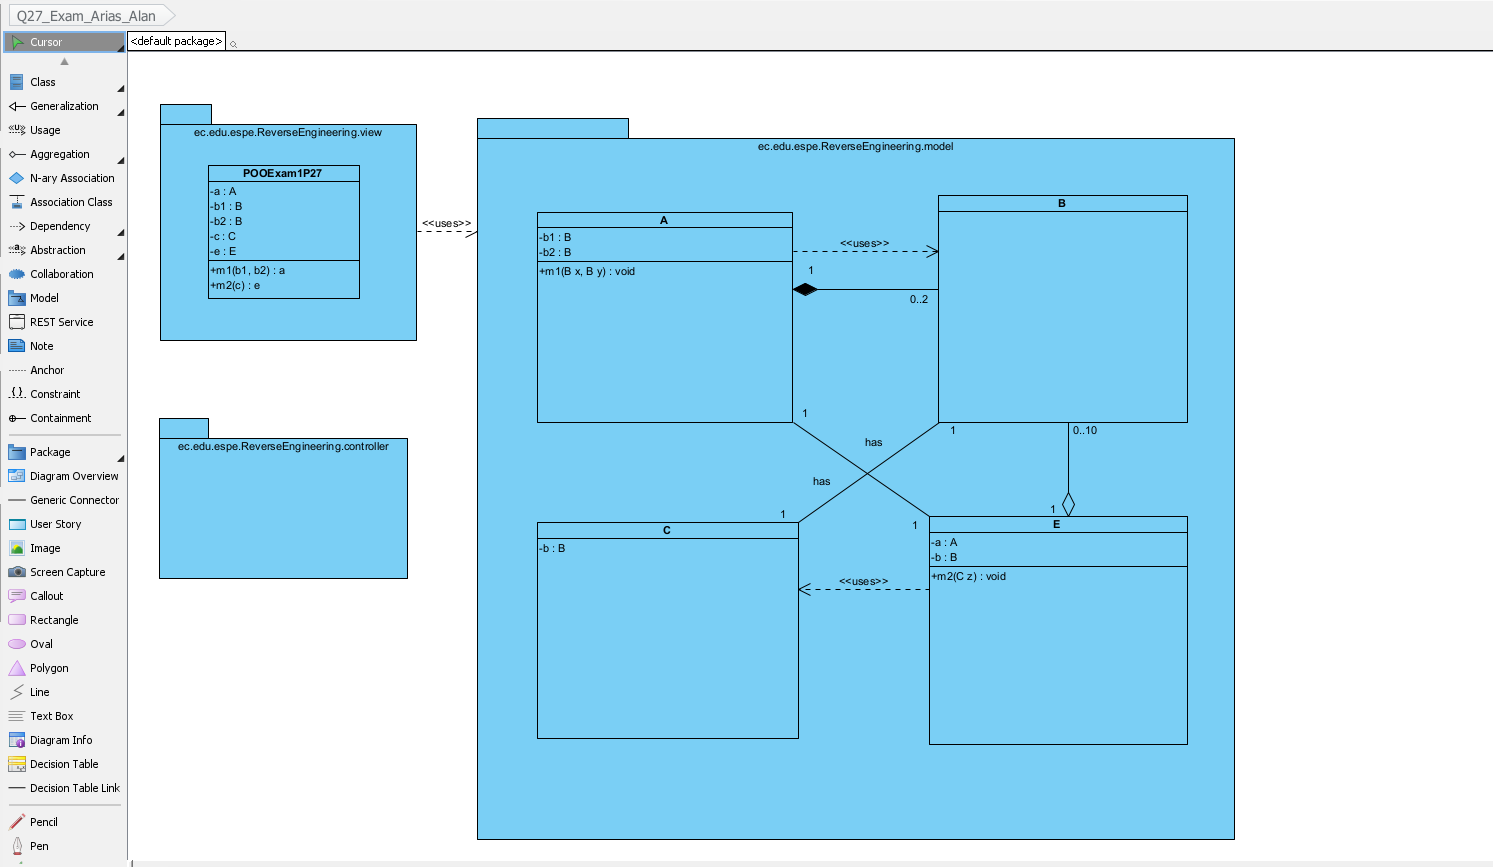 Q27_Exam_Arias_Alan
Cursor
<default package>
Class
Generalization
Usage
Aggregation
N-ary Association
Association Class
Dependency
Abstraction
Collaboration
Model
REST Service
Note
Anchor
Constraint
Containment
Package
Diagram Overview
Generic Connector
User Story
Image
Screen Capture
Callout
Rectangle
Oval
Polygon
Line
Text Box
Diagram Info
Decision Table
Decision Table Link
Pencil
Pen
ec.edu.espe.ReverseEngineering.view
POOExam1P27
-a : A
-b1 : B
-b2 : B
-c : C
-e : E
+m1(b1, b2) : a
+m2(c) : e
<<uses>>
ec.edu.espe.ReverseEngineering.controller
ec.edu.espe.ReverseEngineering.model
A
-b1 : B
-b2 : B
+m1(B x, B y) : void
<<uses>>
1
0..2
B
1
has
1
0..10
has
1
1
1
C
-b : B
E
-a : A
-b : B
+m2(C z) : void
<<uses>>